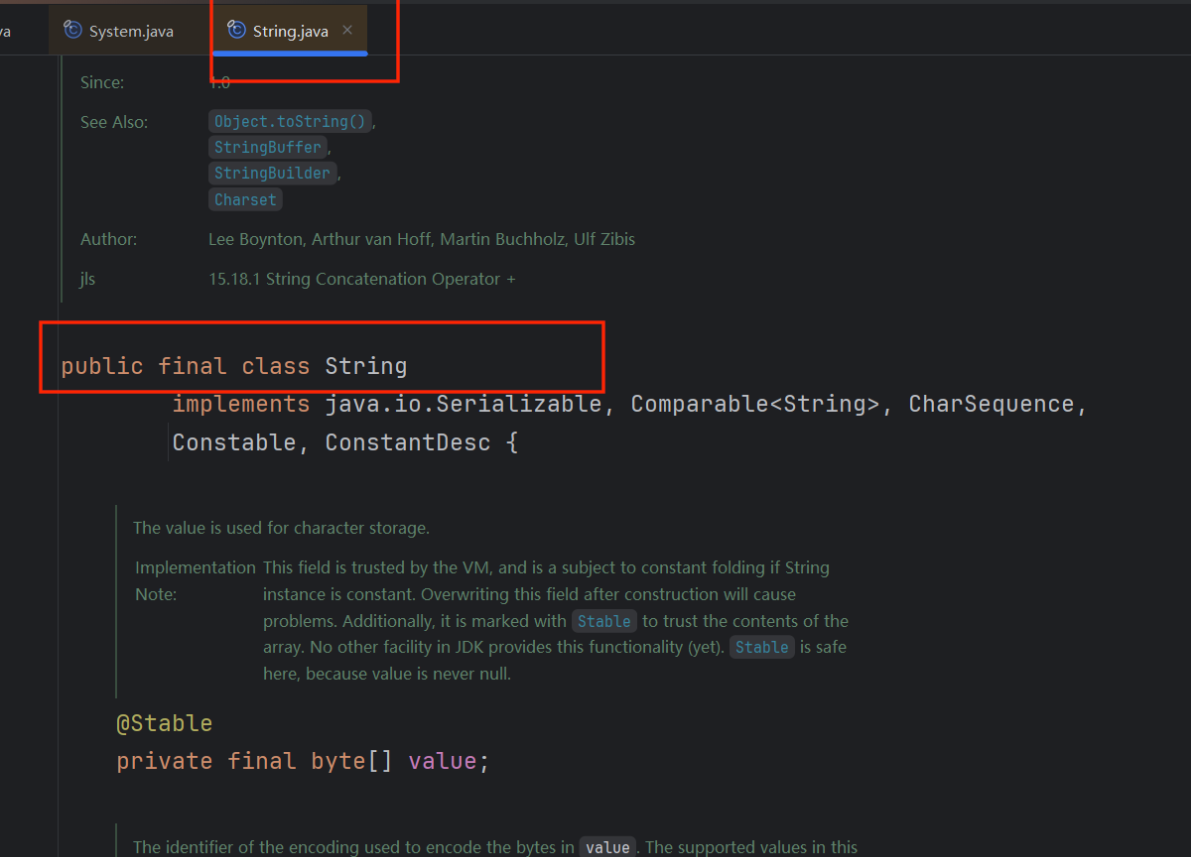 va System.java String.java ×
Since: 1.0
See Also: Object.toString(),
StringBuffer,
StringBuilder,
Charset
Author: Lee Boynton, Arthur van Hoff, Martin Buchholz, Ulf Zibis
jls 15.18.1 String Concatenation Operator +
public final class String
implements java.io.Serializable, Comparable<String>, CharSequence,
Constable, ConstantDesc {
The value is used for character storage.
Implementation This field is trusted by the VM, and is a subject to constant folding if String
Note: instance is constant. Overwriting this field after construction will cause
problems. Additionally, it is marked with Stable to trust the contents of the
array. No other facility in JDK provides this functionality (yet). Stable is safe
here, because value is never null.
@Stable
private final byte[] value;
The identifier of the encoding used to encode the bytes in value. The supported values in this